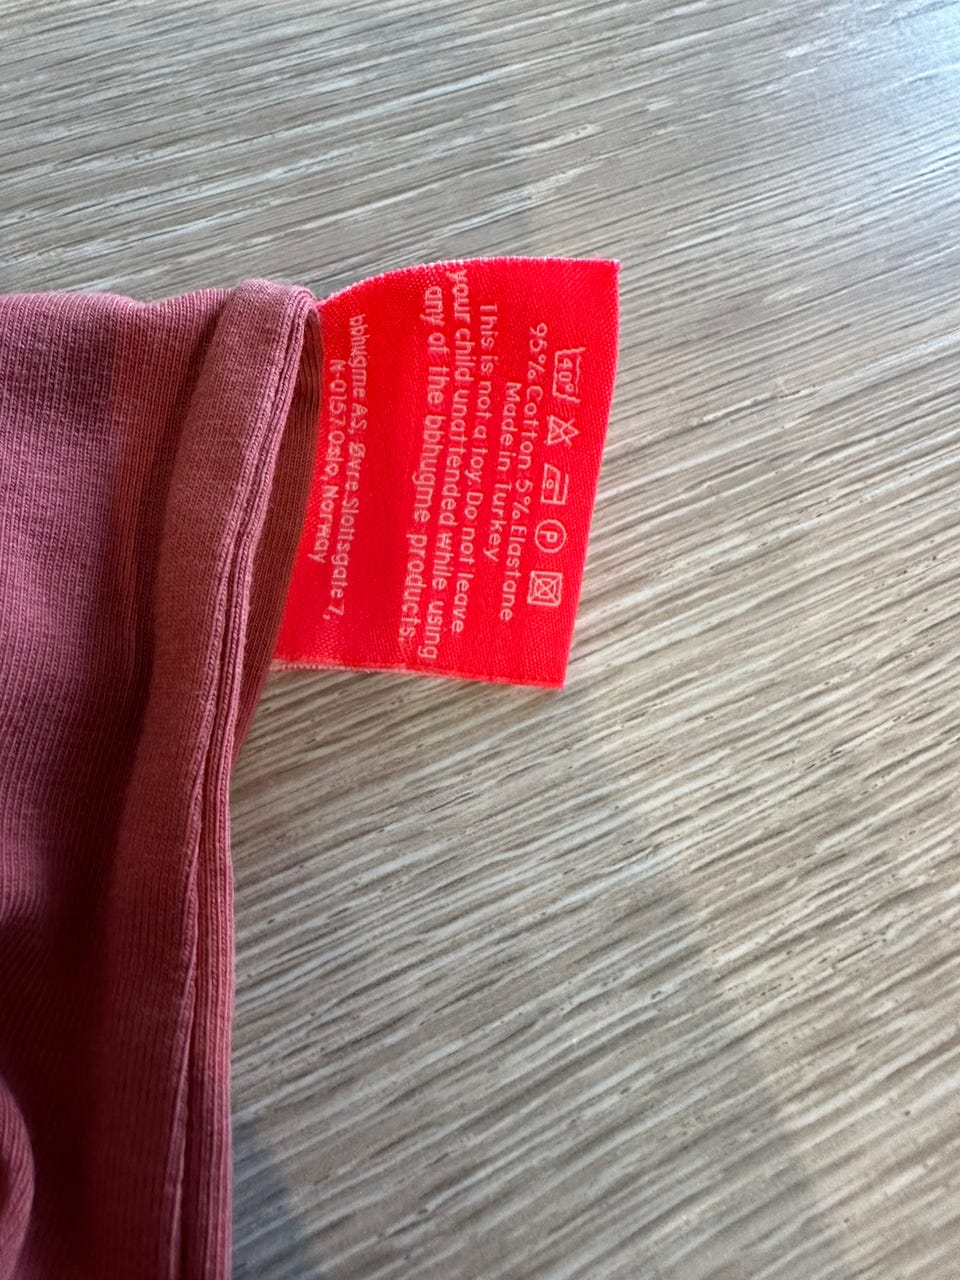 40°
P
95% Cotton 5% Elastane
Made in Turkey
This is not a toy. Do not leave
your child unattended while using
any of the bbhugme products.
bbhugme AS, Øvre Slottsgate 7,
N-0157 Oslo, Norway